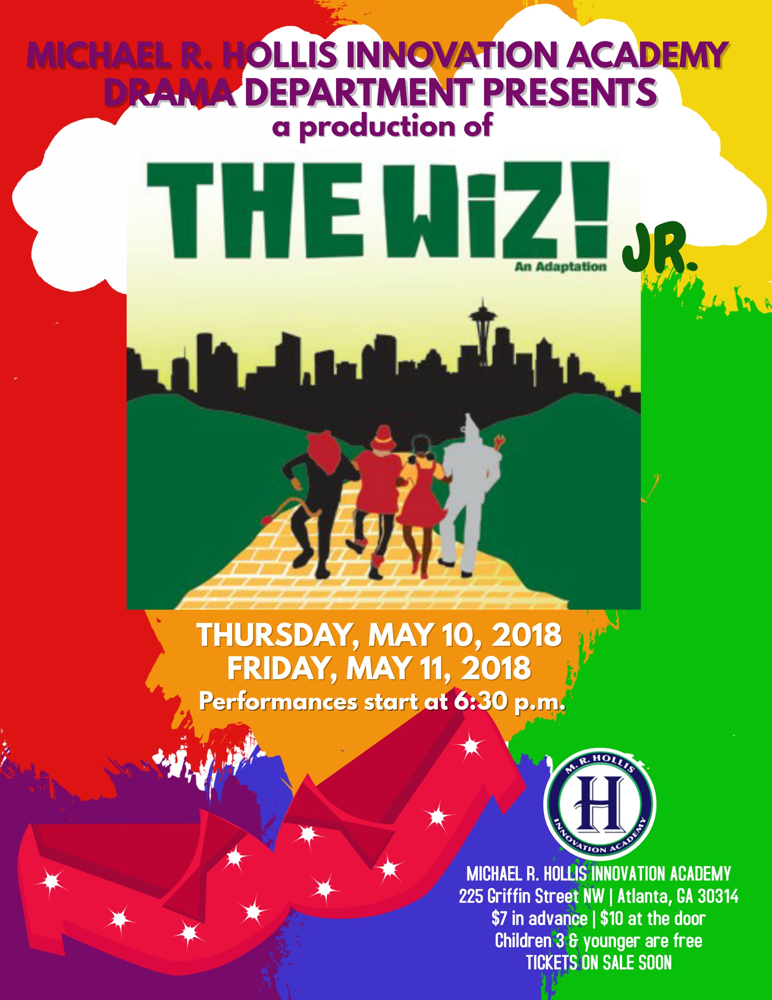 MICHAEL R. HOLLIS INNOVATION ACADEMY
DRAMA DEPARTMENT PRESENTS
a production of
THE WiZ!
JR.
An Adaptation
THURSDAY, MAY 10, 2018
FRIDAY, MAY 11, 2018
Performances start at 6:30 p.m.
M. R. HOLLIS
H
INNOVATION ACADEMY
MICHAEL R. HOLLIS INNOVATION ACADEMY
225 Griffin Street NW | Atlanta, GA 30314
$7 in advance | $10 at the door
Children 3 & younger are free
TICKETS ON SALE SOON